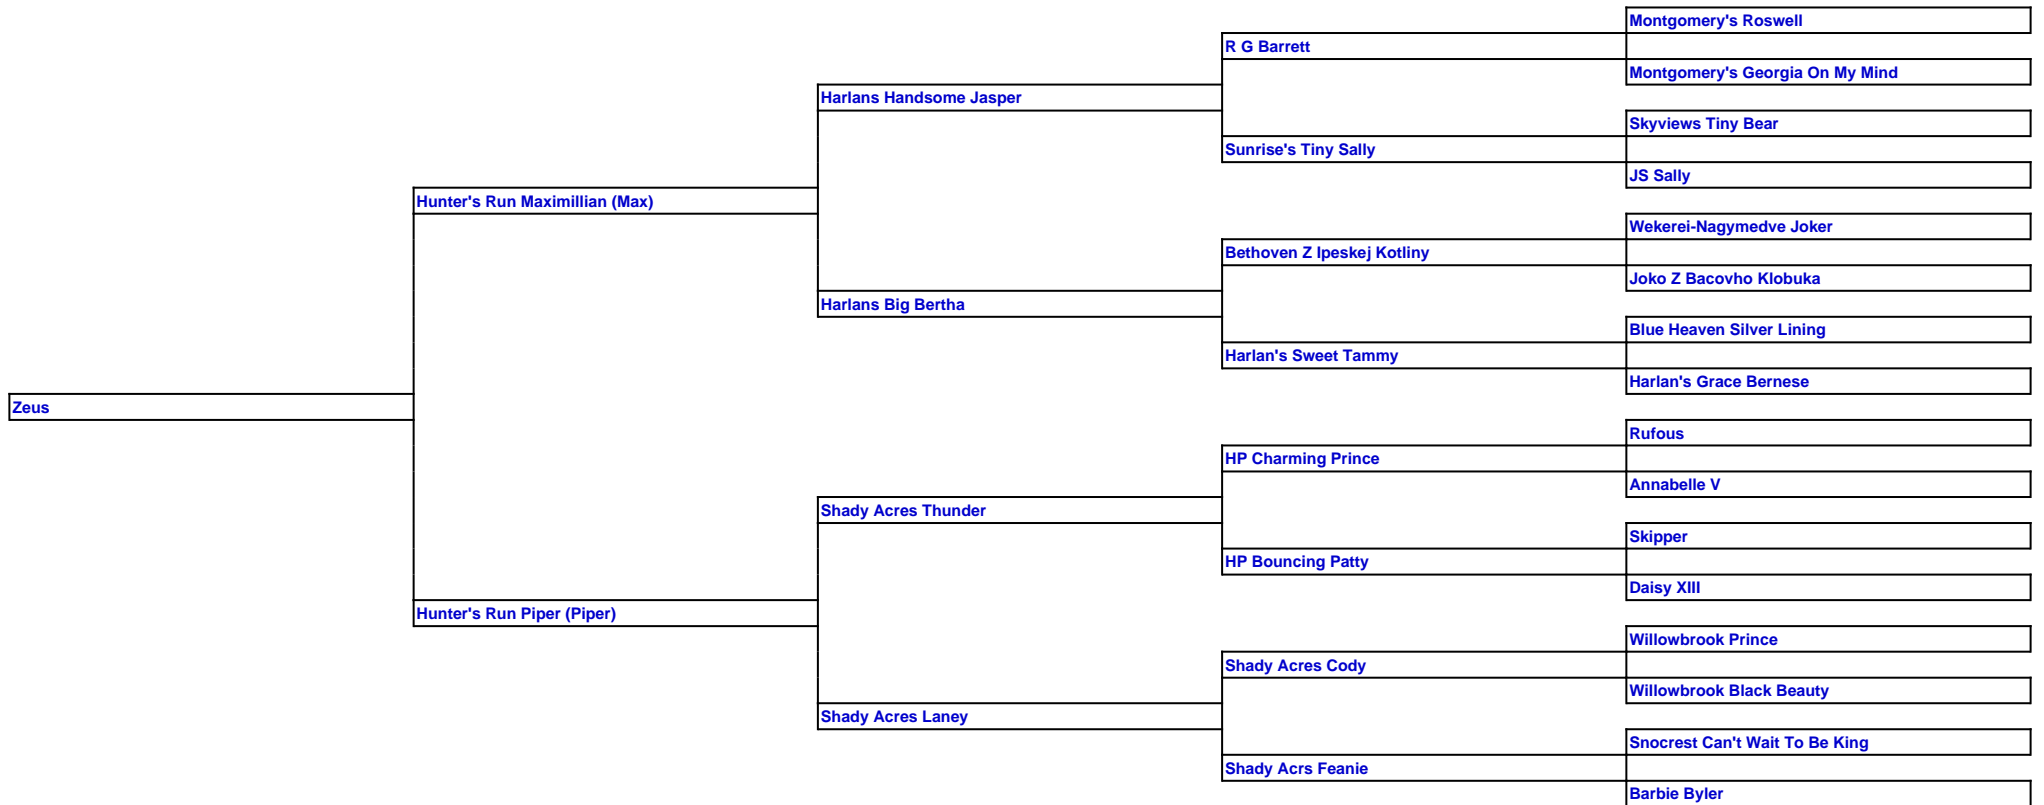 Montgomery's Roswell
R G Barrett
Montgomery's Georgia On My Mind
Harlans Handsome Jasper
Skyviews Tiny Bear
Sunrise's Tiny Sally
JS Sally
Hunter's Run Maximillian (Max)
Wekerei-Nagymedve Joker
Bethoven Z Ipeskej Kotliny
Joko Z Bacovho Klobuka
Harlans Big Bertha
Blue Heaven Silver Lining
Harlan's Sweet Tammy
Harlan's Grace Bernese
Zeus
Rufous
HP Charming Prince
Annabelle V
Shady Acres Thunder
Skipper
HP Bouncing Patty
Daisy XIII
Hunter's Run Piper (Piper)
Willowbrook Prince
Shady Acres Cody
Willowbrook Black Beauty
Shady Acres Laney
Snocrest Can't Wait To Be King
Shady Acrs Feanie
Barbie Byler